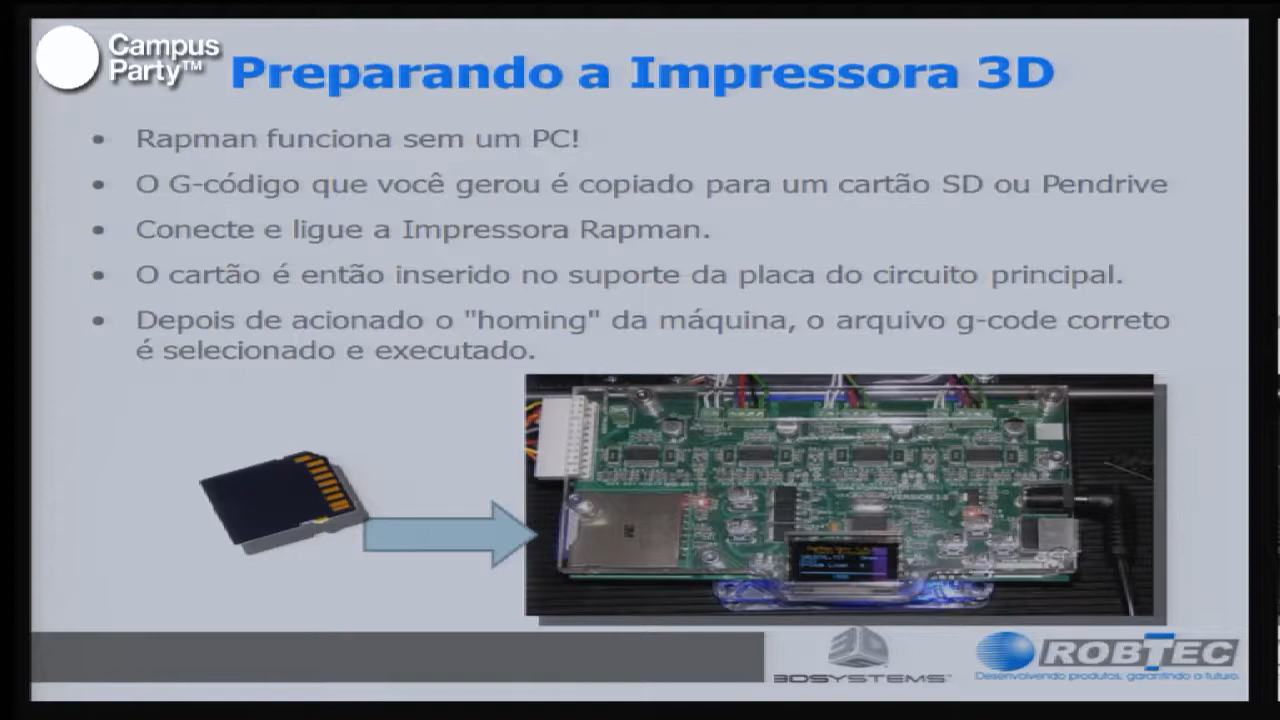 Campus
Party™
Preparando a Impressora 3D
• Rapman funciona sem um PC!
• O G-código que você gerou é copiado para um cartão SD ou Pendrive
• Conecte e ligue a Impressora Rapman.
• O cartão é então inserido no suporte da placa do circuito principal.
• Depois de acionado o "homing" da máquina, o arquivo g-code correto
é selecionado e executado.
VERSION
3DSYSTEMS™
ROBTEC
Desenvolvendo produtos, garantindo o futuro.